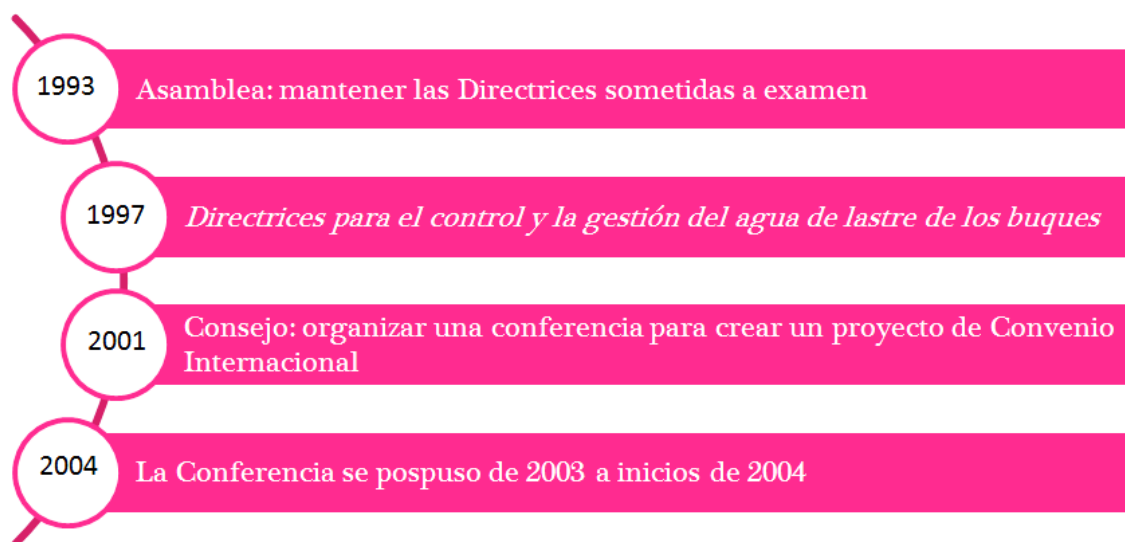 1993
Asamblea: mantener las Directrices sometidas a examen
1997
Directrices para el control y la gestión del agua de lastre de los buques
2001
Consejo: organizar una conferencia para crear un proyecto de Convenio
Internacional
2004
La Conferencia se pospuso de 2003 a inicios de 2004